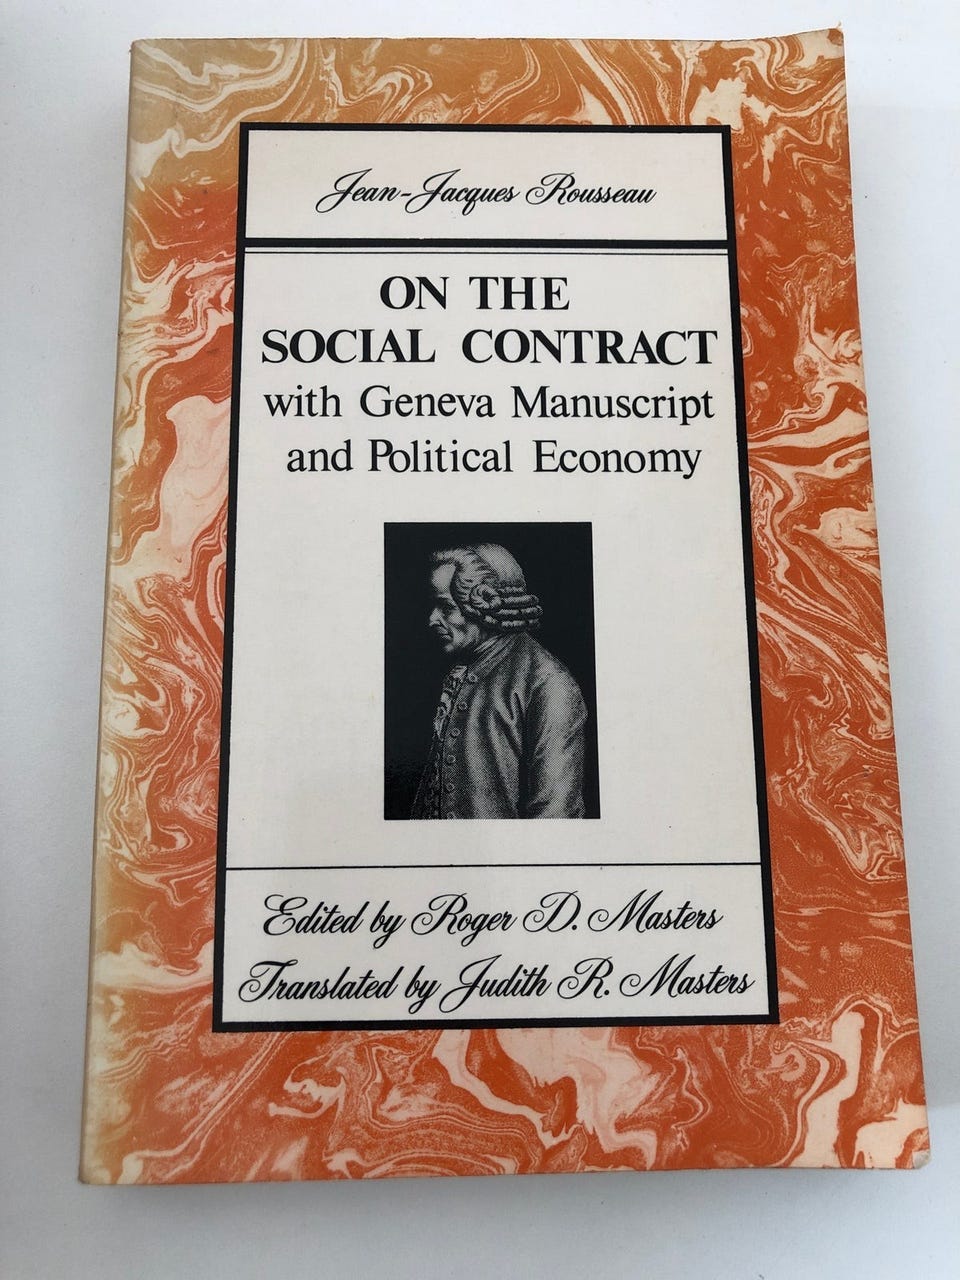 Jean-Jacques Rousseau
ON THE
SOCIAL CONTRACT
with Geneva Manuscript
and Political Economy
Edited by Roger D. Masters
Translated by Judith R. Masters